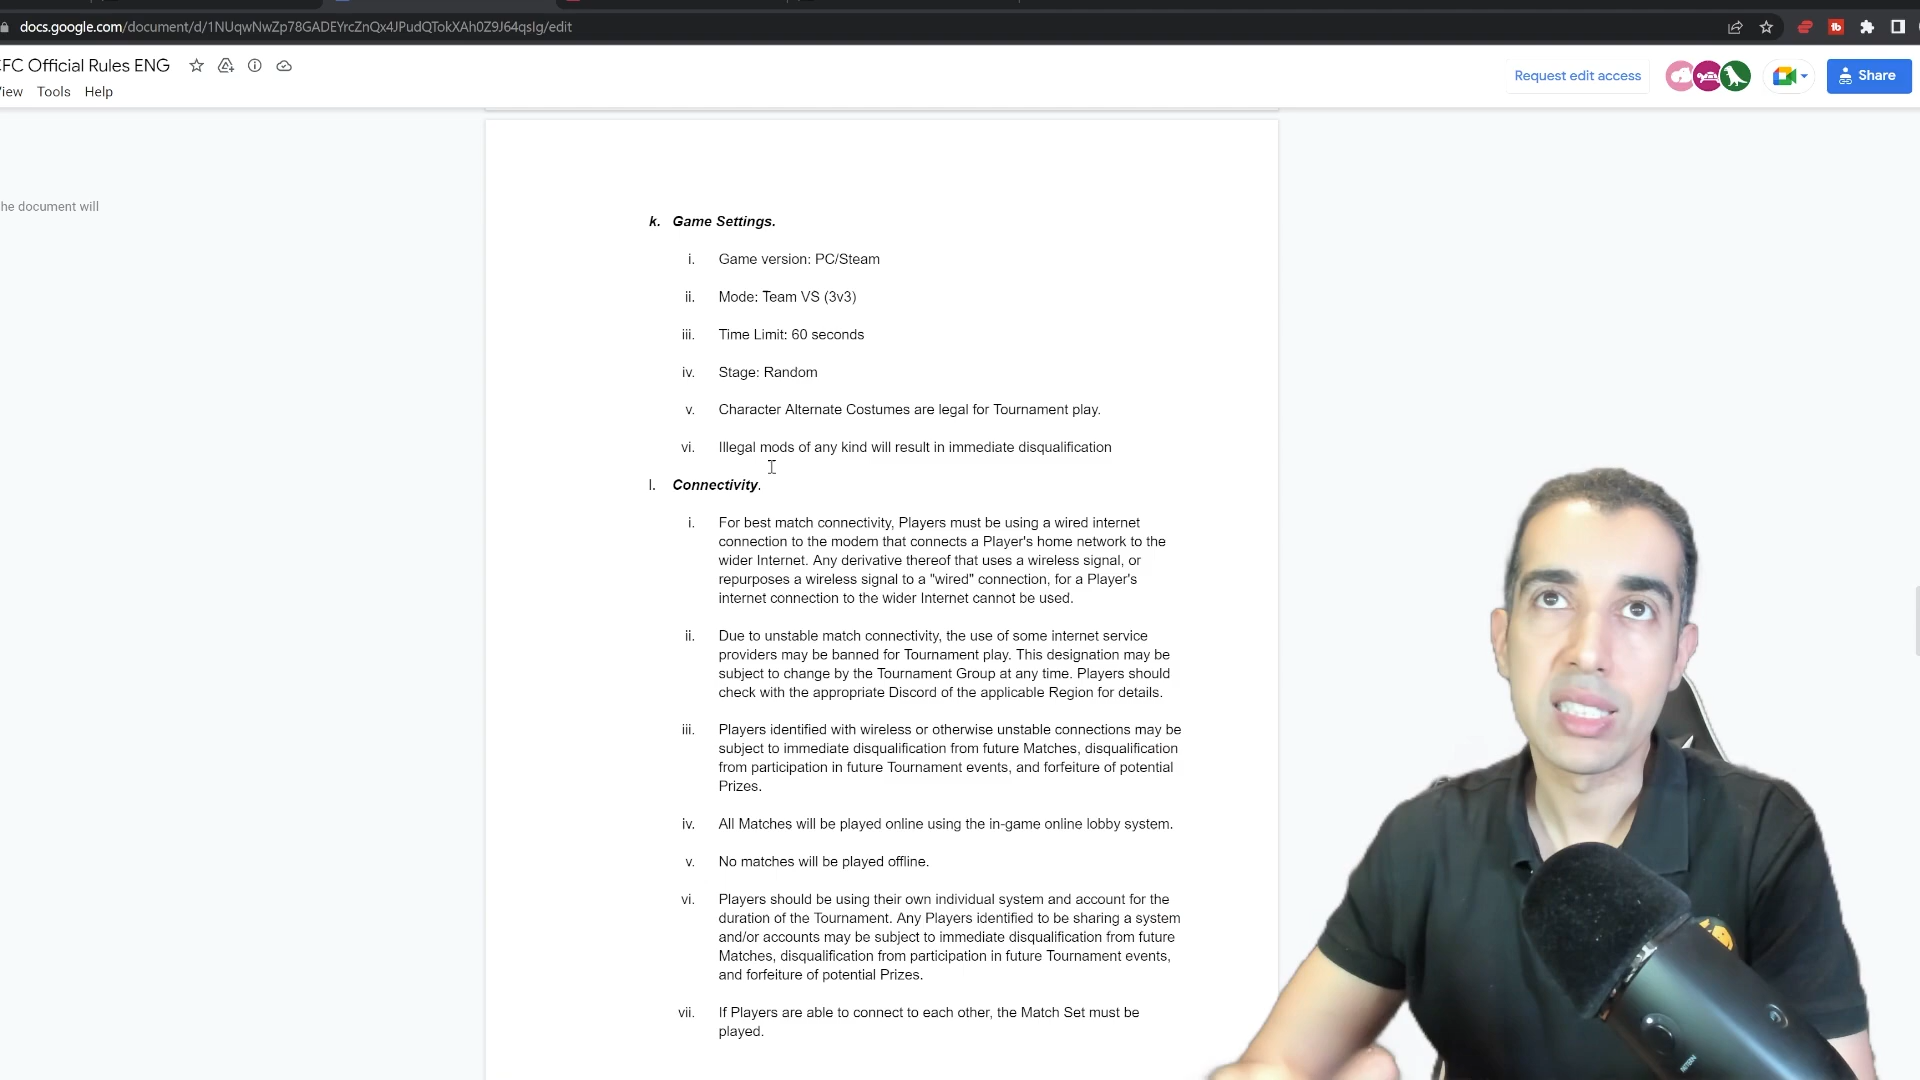 docs.google.com/document/d/1NUqwNwZp78GADEYrcZnQx4JPudQTokXAh0Z9J64qsIg/edit
FC Official Rules ENG
Request edit access
Share
iew Tools Help
he document will
k. Game Settings.
i. Game version: PC/Steam
ii. Mode: Team VS (3v3)
iii. Time Limit: 60 seconds
iv. Stage: Random
v. Character Alternate Costumes are legal for Tournament play.
vi. Illegal mods of any kind will result in immediate disqualification
l. Connectivity.
i. For best match connectivity, Players must be using a wired internet
connection to the modem that connects a Player's home network to the
wider Internet. Any derivative thereof that uses a wireless signal, or
repurposes a wireless signal to a "wired" connection, for a Player's
internet connection to the wider Internet cannot be used.
ii. Due to unstable match connectivity, the use of some internet service
providers may be banned for Tournament play. This designation may be
subject to change by the Tournament Group at any time. Players should
check with the appropriate Discord of the applicable Region for details.
iii. Players identified with wireless or otherwise unstable connections may be
subject to immediate disqualification from future Matches, disqualification
from participation in future Tournament events, and forfeiture of potential
Prizes.
iv. All Matches will be played online using the in-game online lobby system.
v. No matches will be played offline.
vi. Players should be using their own individual system and account for the
duration of the Tournament. Any Players identified to be sharing a system
and/or accounts may be subject to immediate disqualification from future
Matches, disqualification from participation in future Tournament events,
and forfeiture of potential Prizes.
vii. If Players are able to connect to each other, the Match Set must be
played.